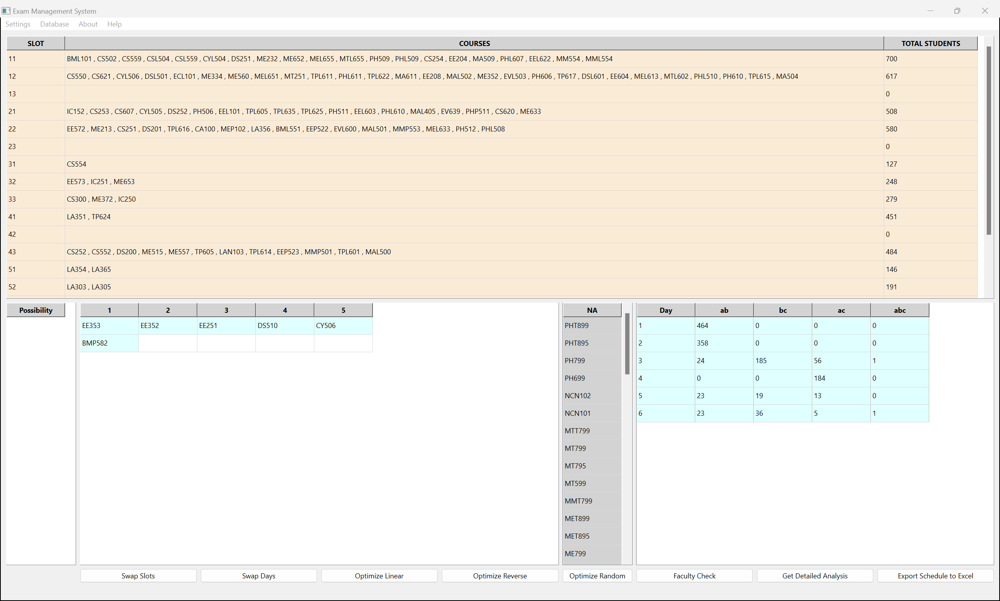 Exam Management System
Settings Database About Help
SLOT COURSES TOTAL STUDENTS
11 BML101 , CS502 , CS559 , CSL504 , CSL559 , CYL504 , DS251 , ME232 , ME652 , MEL655 , MTL655 , PH509 , PHL509 , CS254 , EE204 , MA509 , PHL607 , EEL622 , MM554 , MML554 700
12 CS550 , CS621 , CYL506 , DSL501 , ECL101 , ME334 , ME560 , MEL651 , MT251 , TPL611 , PHL611 , TPL622 , MA611 , EE208 , MAL502 , ME352 , EVL503 , PH606 , TP617 , DSL601 , EE604 , MEL613 , MTL602 , PHL510 , PH610 , TPL615 , MA504 617
13 0
21 IC152 , CS253 , CS607 , CYL505 , DS252 , PH506 , EEL101 , TPL605 , TPL635 , TPL625 , PH511 , EEL603 , PHL610 , MAL405 , EV639 , PHP511 , CS620 , ME633 508
22 EE572 , ME213 , CS251 , DS201 , TPL616 , CA100 , MEP102 , LA356 , BML551 , EEP522 , EVL600 , MAL501 , MMP553 , MEL633 , PH512 , PHL508 580
23 0
31 CS554 127
32 EE573 , IC251 , ME653 248
33 CS300 , ME372 , IC250 279
41 LA351 , TP624 451
42 0
43 CS252 , CS552 , DS200 , ME515 , ME557 , TP605 , LAN103 , TPL614 , EEP523 , MMP501 , TPL601 , MAL500 484
51 LA354 , LA365 146
52 LA303 , LA305 191
Possibility
1 2 3 4 5
EE353 EE352 EE251 DS510 CY506
BMP582
NA
PHT899
PHT895
PH799
PH699
NCN102
NCN101
MTT799
MT799
MT795
MT599
MMT799
MET899
MET895
ME799
Day ab bc ac abc
1 464 0 0 0
2 358 0 0 0
3 24 185 56 1
4 0 0 184 0
5 23 19 13 0
6 23 36 5 1
Swap Slots Swap Days Optimize Linear Optimize Reverse Optimize Random Faculty Check Get Detailed Analysis Export Schedule to Excel